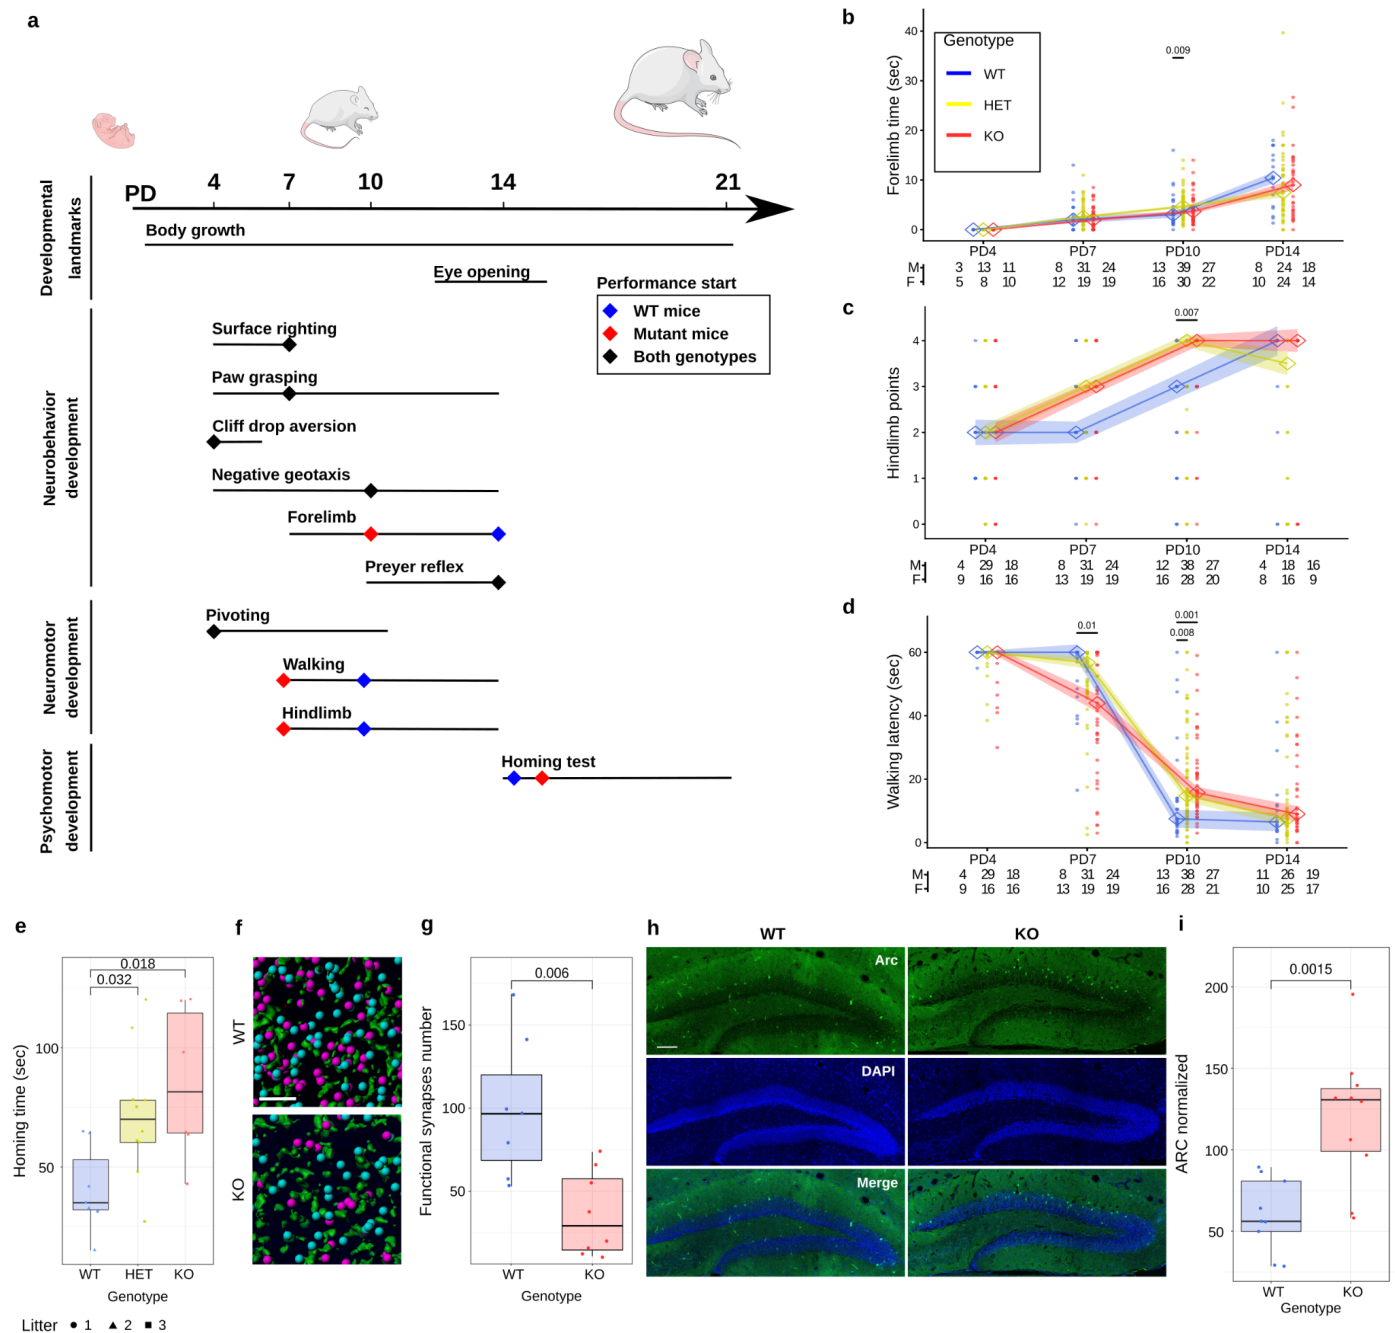 a
PD 4 7 10 14 21
Developmental landmarks
Body growth
Eye opening
Performance start
WT mice
Mutant mice
Both genotypes
Neurobehavior development
Surface righting
Paw grasping
Cliff drop aversion
Negative geotaxis
Forelimb
Preyer reflex
Neuromotor development
Pivoting
Walking
Hindlimb
Psychomotor development
Homing test
b
Forelimb time (sec)
40
30
20
10
0
Genotype
WT
HET
KO
0.009
PD4 PD7 PD10 PD14
M 3 13 11 8 31 24 13 39 27 8 24 18
F 5 8 10 12 19 19 16 30 22 10 24 14
c
Hindlimb points
4
3
2
1
0
0.007
PD4 PD7 PD10 PD14
M 4 29 18 8 31 24 12 38 27 4 18 16
F 9 16 16 13 19 19 16 28 20 8 16 9
d
Walking latency (sec)
60
40
20
0
0.01
0.001
0.008
PD4 PD7 PD10 PD14
M 4 29 18 8 31 24 13 38 27 11 26 19
F 9 16 16 13 19 19 16 28 21 10 25 17
e
Homing time (sec)
100
50
0.018
0.032
WT HET KO
Genotype
Litter 1 2 3
f
WT
KO
g
Functional synapses number
150
100
50
0.006
WT KO
Genotype
h
WT KO
Arc
DAPI
Merge
i
ARC normalized
200
150
100
50
0.0015
WT KO
Genotype